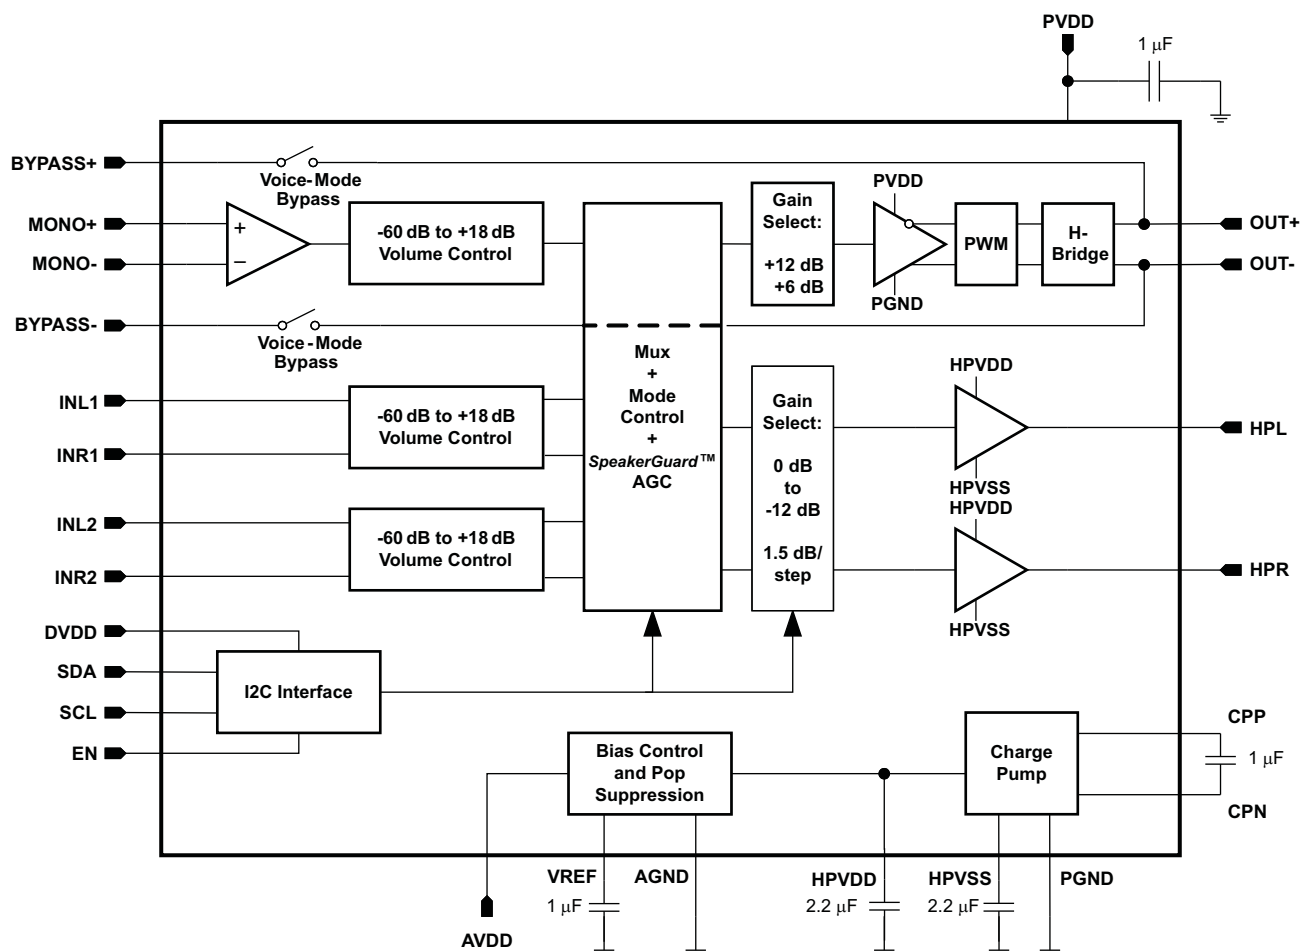 PVDD
1 µF
BYPASS+
Voice-Mode
Bypass
MONO+
MONO-
+
−
-60 dB to +18 dB
Volume Control
Gain
Select:
+12 dB
+6 dB
PVDD
PGND
PWM
H-
Bridge
OUT+
OUT-
BYPASS-
Voice-Mode
Bypass
Mux
+
Mode
Control
+
SpeakerGuard™
AGC
INL1
INR1
-60 dB to +18 dB
Volume Control
INL2
INR2
-60 dB to +18 dB
Volume Control
Gain
Select:
0 dB
to
-12 dB
1.5 dB/
step
HPVDD
HPVSS
HPL
HPVDD
HPVSS
HPR
DVDD
SDA
SCL
EN
I2C Interface
Bias Control
and Pop
Suppression
Charge
Pump
CPP
1 µF
CPN
AVDD
VREF
1 µF
AGND
HPVDD
2.2 µF
HPVSS
2.2 µF
PGND